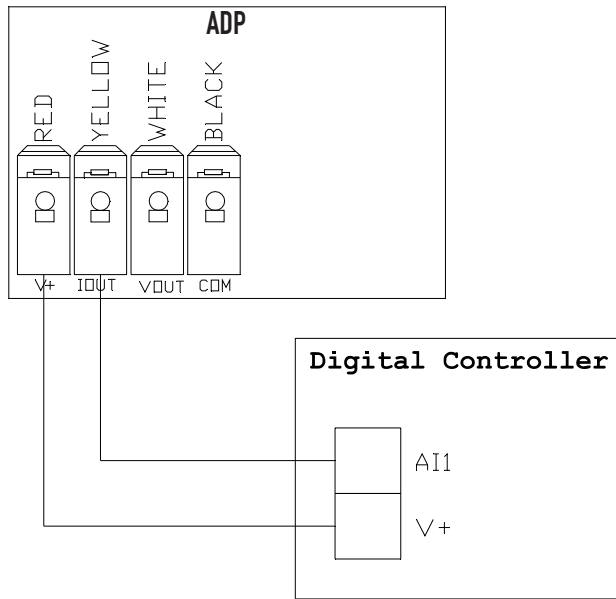 ADP
RED YELLOW WHITE BLACK
V+ IOUT VOUT COM
Digital Controller
AI1
V+